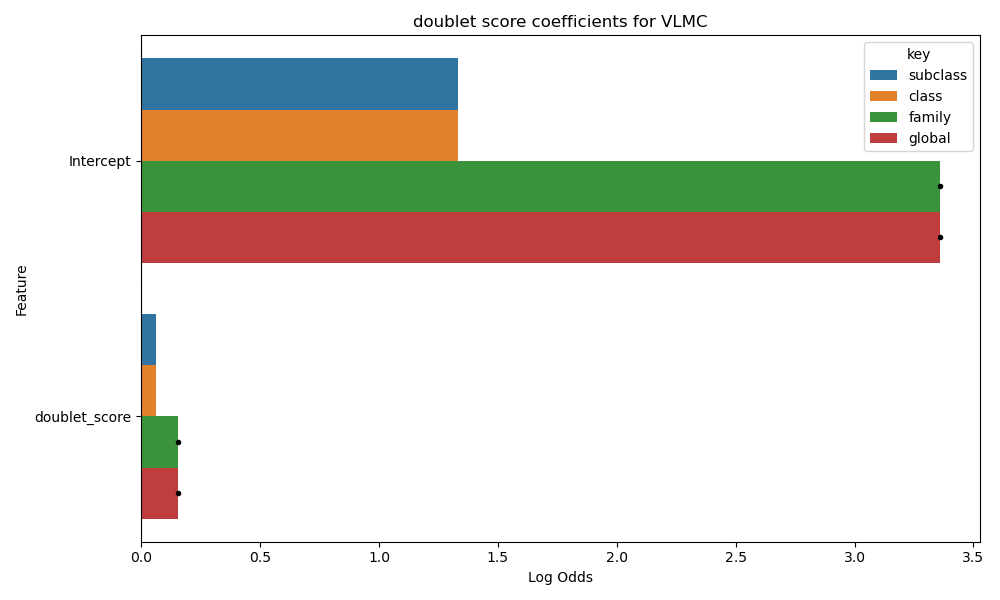 doublet score coefficients for VLMC
key
subclass
class
family
global
Intercept
doublet_score
Feature
0.0 0.5 1.0 1.5 2.0 2.5 3.0 3.5
Log Odds